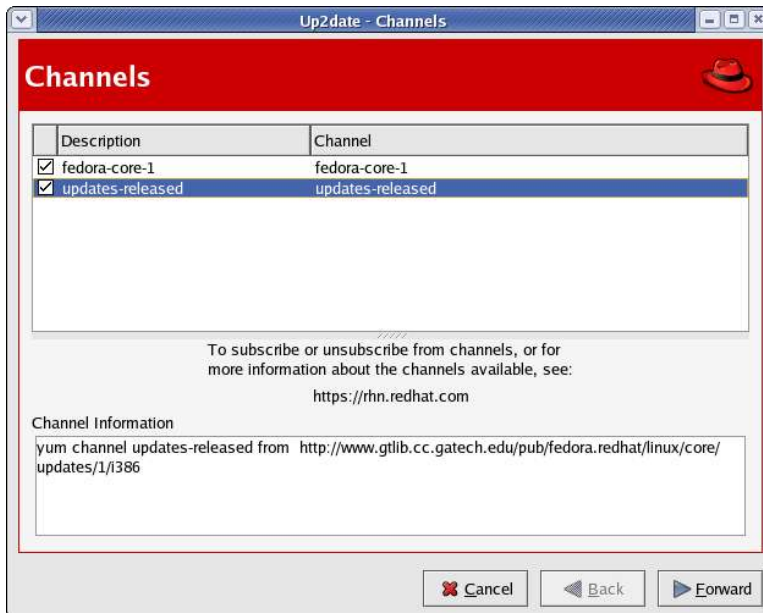 Up2date - Channels
Channels
Description Channel
fedora-core-1 fedora-core-1
updates-released updates-released
To subscribe or unsubscribe from channels, or for
more information about the channels available, see:
https://rhn.redhat.com
Channel Information
yum channel updates-released from http://www.gtlib.cc.gatech.edu/pub/fedora.redhat/linux/core/
updates/1/i386
Cancel Back Forward